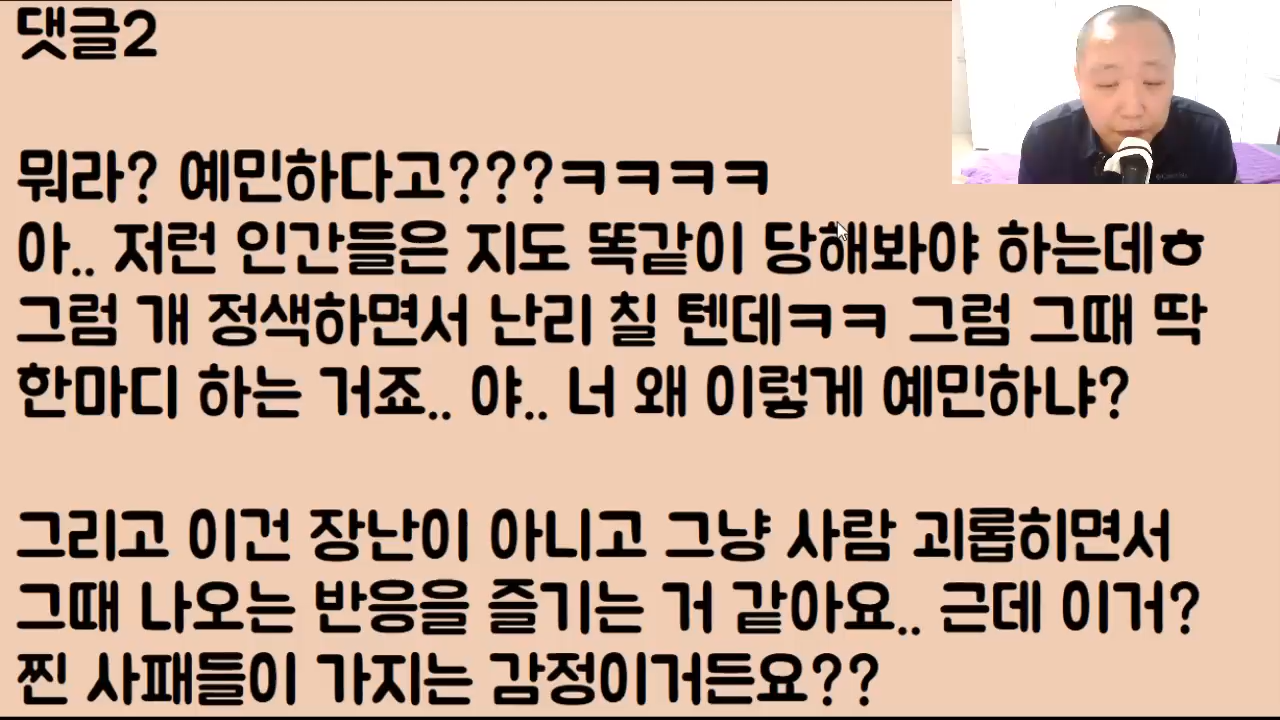 댓글2
뭐라? 예민하다고???ㅋㅋㅋㅋ
아.. 저런 인간들은 지도 똑같이 당해봐야 하는데ㅎ
그럼 개 정색하면서 난리 칠 텐데ㅋㅋ 그럼 그때 딱
한마디 하는 거죠.. 야.. 너 왜 이렇게 예민하냐?
그리고 이건 장난이 아니고 그냥 사람 괴롭히면서
그때 나오는 반응을 즐기는 거 같아요.. 근데 이거?
찐 사패들이 가지는 감정이거든요??